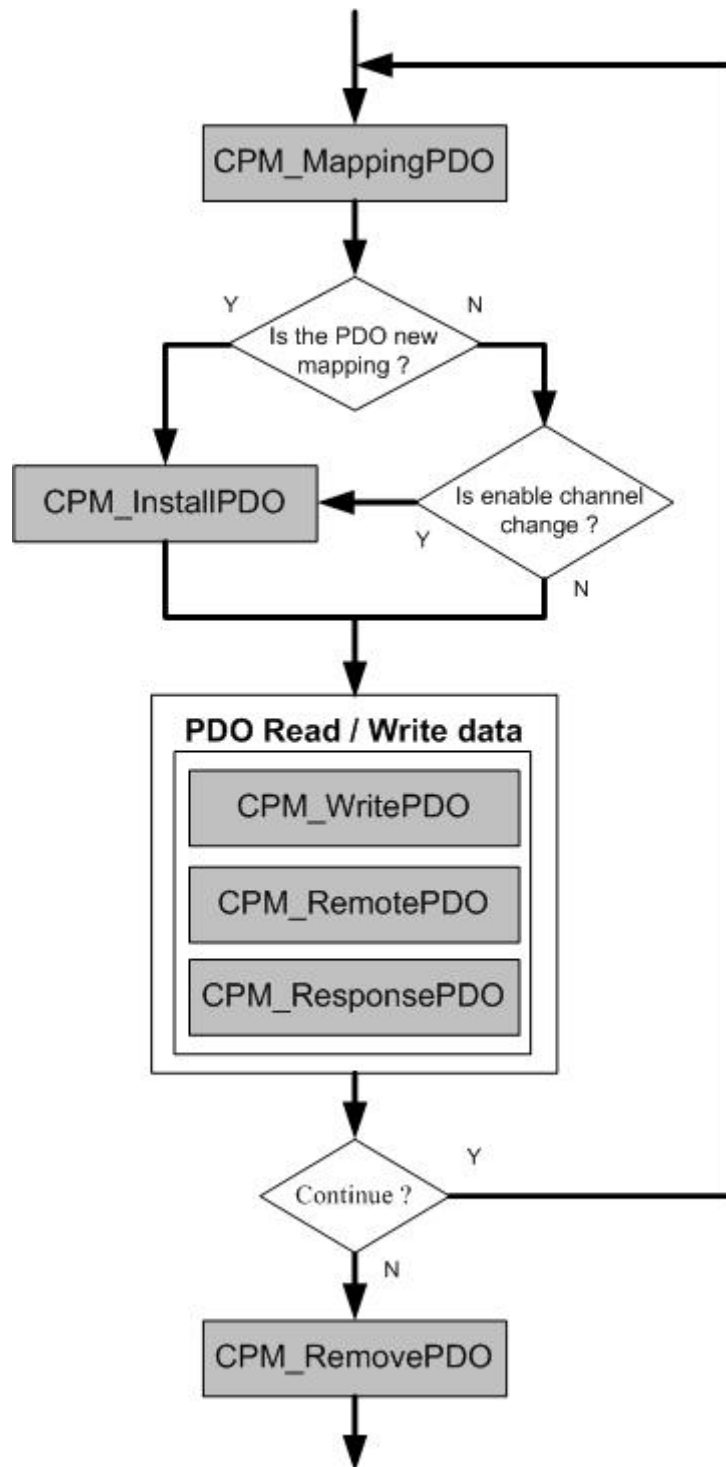 CPM_MappingPDO
Y
N
Is the PDO new
mapping ?
CPM_InstallPDO
Is enable channel
change ?
Y
N
PDO Read / Write data
CPM_WritePDO
CPM_RemotePDO
CPM_ResponsePDO
Y
Continue ?
N
CPM_RemovePDO